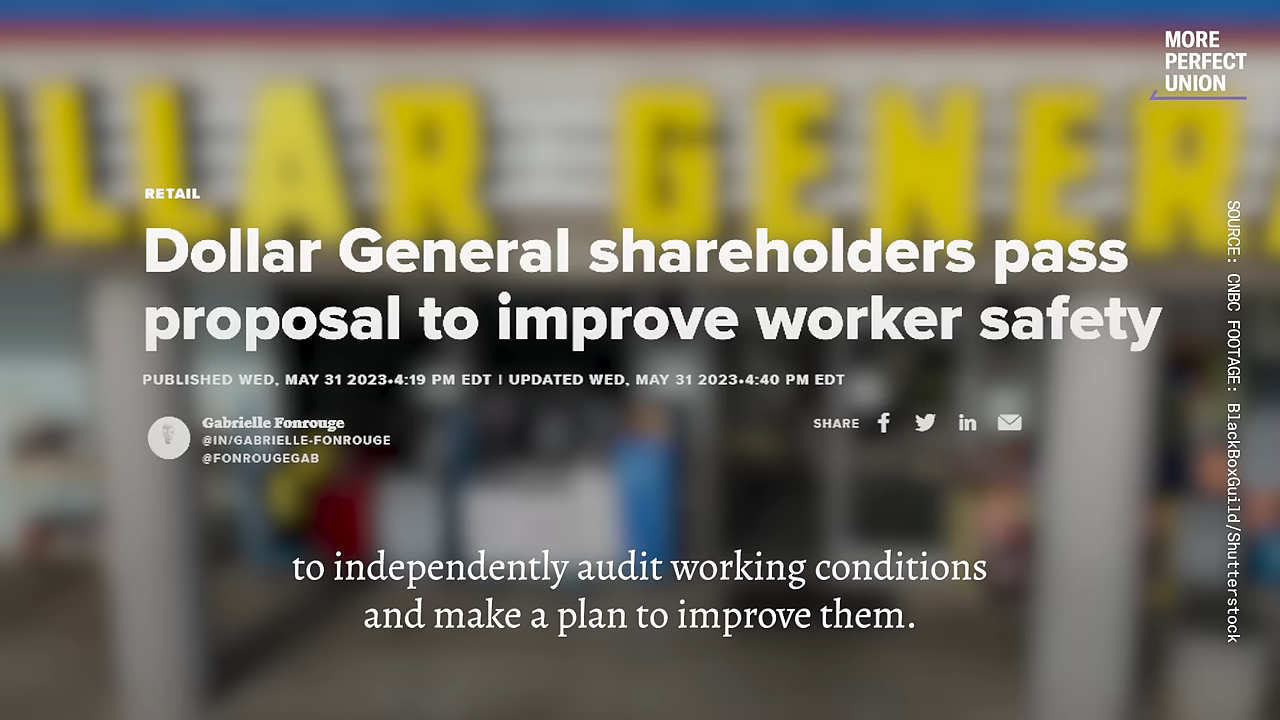 MORE
PERFECT
UNION
LLAR GENER
RETAIL
Dollar General shareholders pass
proposal to improve worker safety
PUBLISHED WED, MAY 31 2023•4:19 PM EDT | UPDATED WED, MAY 31 2023•4:40 PM EDT
Gabrielle Fonrouge
@IN/GABRIELLE-FONROUGE
@FONROUGEGAB
SHARE
to independently audit working conditions
and make a plan to improve them.
SOURCE: CNBC FOOTAGE: BlackBoxGuild/Shutterstock